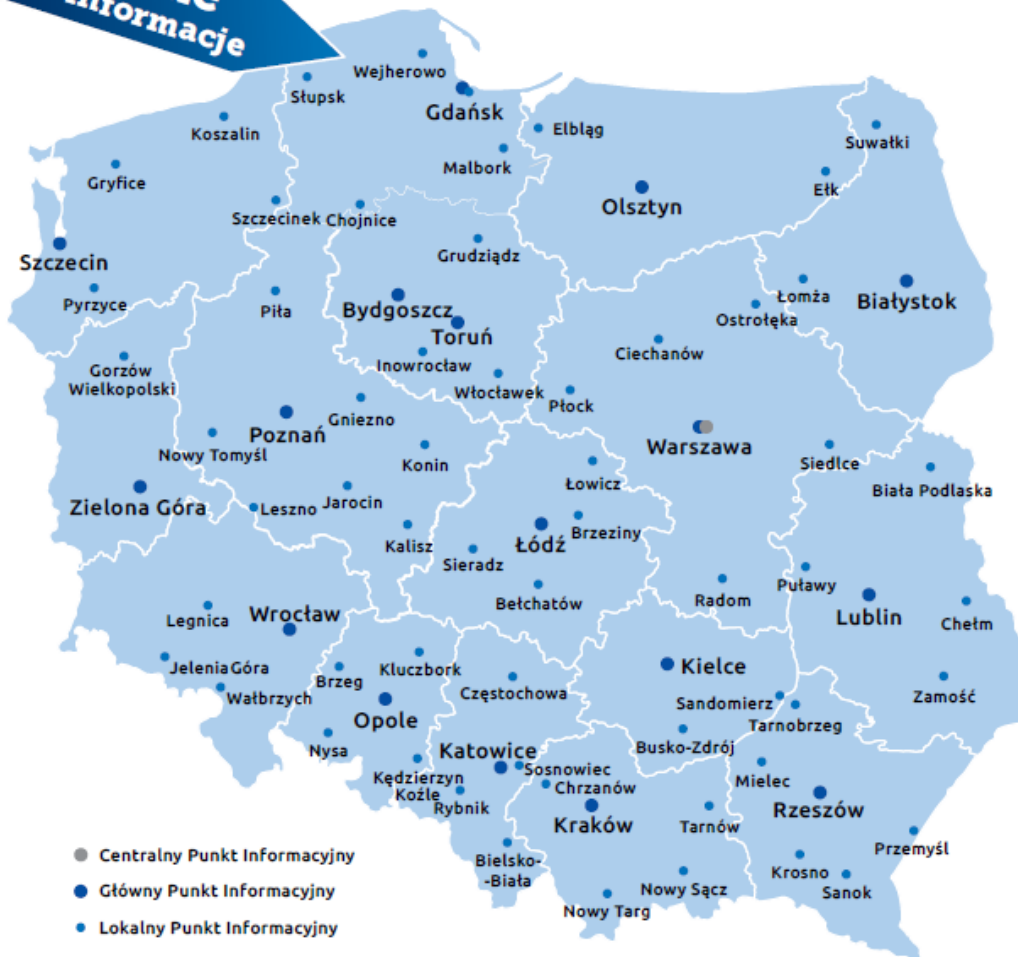 informacje
Wejherowo
Słupsk
Gdańsk
Koszalin
Elbląg
Suwałki
Malbork
Gryfice
Ełk
Olsztyn
Szczecinek
Chojnice
Grudziądz
Szczecin
Pyrzyce
Piła
Bydgoszcz
Łomża
Białystok
Ostrołęka
Toruń
Ciechanów
Inowrocław
Gorzów
Wielkopolski
Włocławek
Płock
Gniezno
Poznań
Warszawa
Nowy Tomyśl
Konin
Siedlce
Łowicz
Biała Podlaska
Zielona Góra
Leszno
Jarocin
Brzeziny
Kalisz
Łódź
Sieradz
Puławy
Bełchatów
Radom
Wrocław
Legnica
Lublin
Chełm
Jelenia Góra
Kluczbork
Kielce
Brzeg
Częstochowa
Wałbrzych
Sandomierz
Zamość
Opole
Tarnobrzeg
Nysa
Katowice
Busko-Zdrój
Sosnowiec
Kędzierzyn
Koźle
Chrzanów
Mielec
Rybnik
Rzeszów
Kraków
Tarnów
Przemyśl
Bielsko-
-Biała
Krosno
Nowy Sącz
Sanok
Nowy Targ
Centralny Punkt Informacyjny
Główny Punkt Informacyjny
Lokalny Punkt Informacyjny